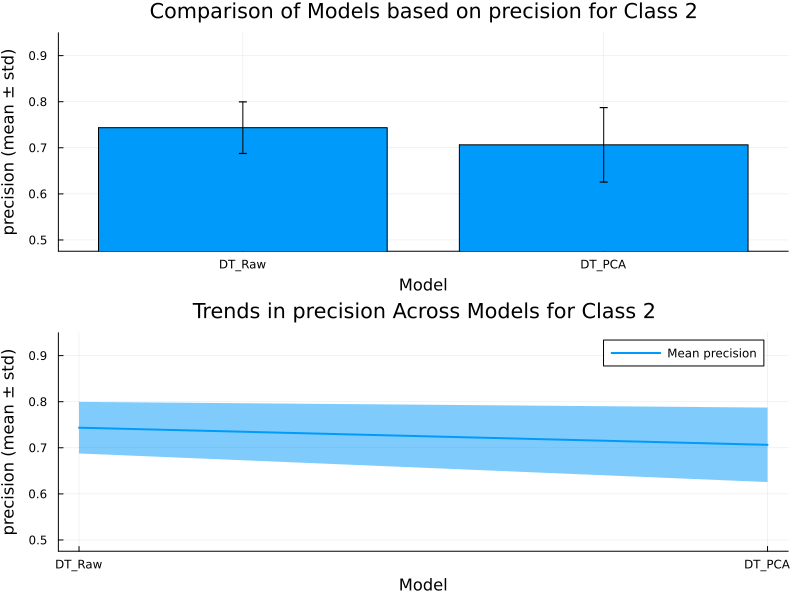 Comparison of Models based on precision for Class 2
precision (mean ± std)
0.9
0.8
0.7
0.6
0.5
DT_Raw
DT_PCA
Model
Trends in precision Across Models for Class 2
precision (mean ± std)
Mean precision
0.9
0.8
0.7
0.6
0.5
DT_Raw
DT_PCA
Model